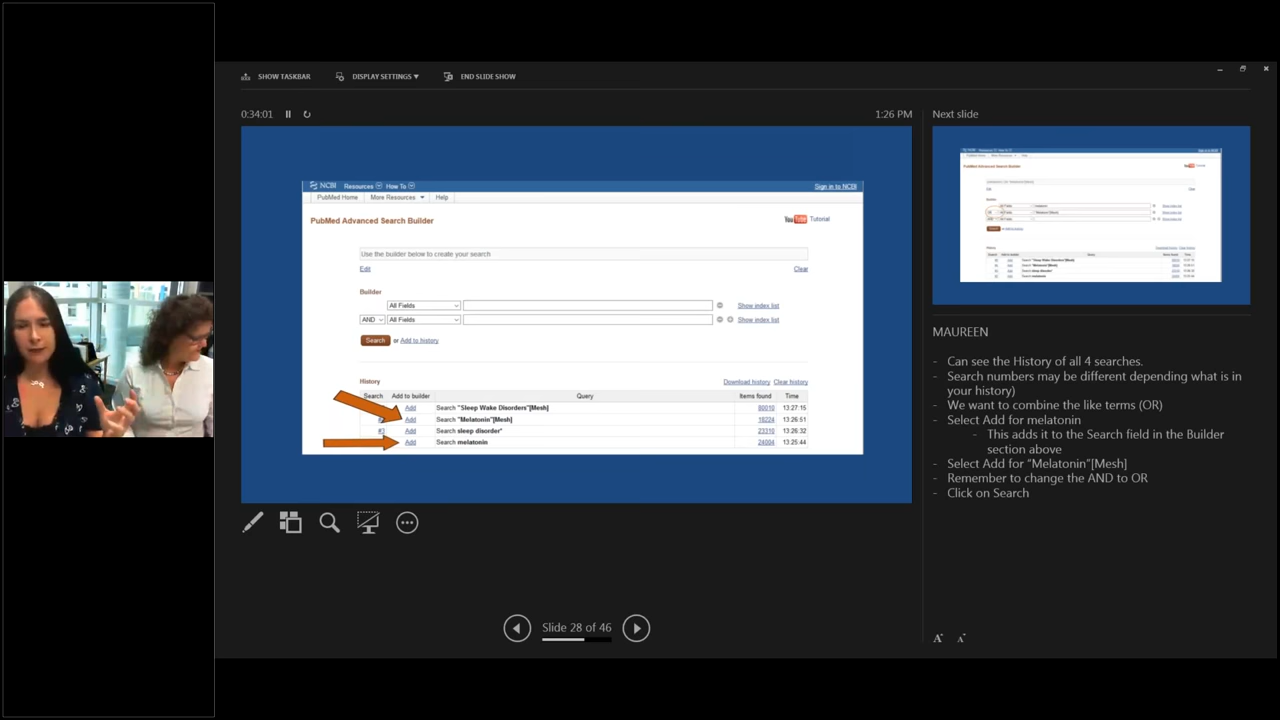 SHOW TASKBAR DISPLAY SETTINGS ▼ END SLIDE SHOW
0:34:01 1:26 PM
NCBI Resources How To Sign in to NCBI
PubMed Home More Resources ▼ Help
PubMed Advanced Search Builder You Tube Tutorial
Use the builder below to create your search
Edit Clear
Builder
All Fields Show index list
AND All Fields Show index list
Search or Add to history
History Download history Clear history
Search Add to builder Query Items found Time
Add Search "Sleep Wake Disorders"[Mesh] 80010 13:27:15
Add Search "Melatonin"[Mesh] 13:26:51
#3 Add Search sleep disorder* 23310 13:26:32
Add Search melatonin 24004 13:25:44
Slide 28 of 46
Next slide
PubMed Advanced Search Builder
Builder
History
MAUREEN
- Can see the History of all 4 searches.
- Search numbers may be different depending what is in
your history)
- We want to combine the like terms (OR)
- Select Add for melatonin
- This adds it to the Search field in the Builder
section above
- Select Add for “Melatonin”[Mesh]
- Remember to change the AND to OR
- Click on Search
A A